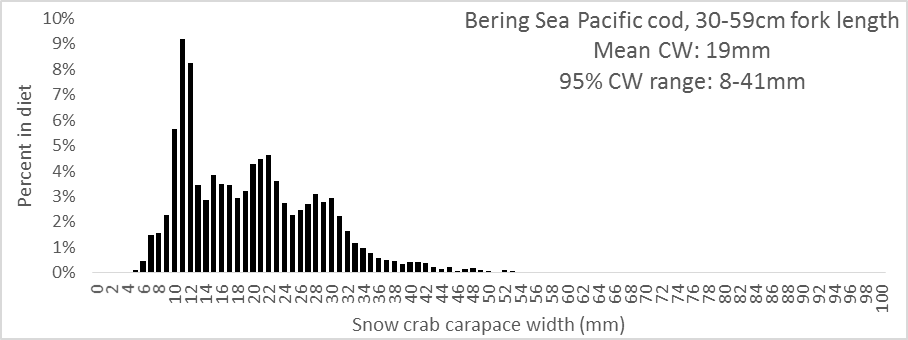 Bering Sea Pacific cod, 30-59cm fork length
Mean CW: 19mm
95% CW range: 8-41mm
10%
9%
8%
7%
6%
5%
4%
3%
2%
1%
0%
Percent in diet
0 2 4 6 8 10 12 14 16 18 20 22 24 26 28 30 32 34 36 38 40 42 44 46 48 50 52 54 56 58 60 62 64 66 68 70 72 74 76 78 80 82 84 86 88 90 92 94 96 98 100
Snow crab carapace width (mm)